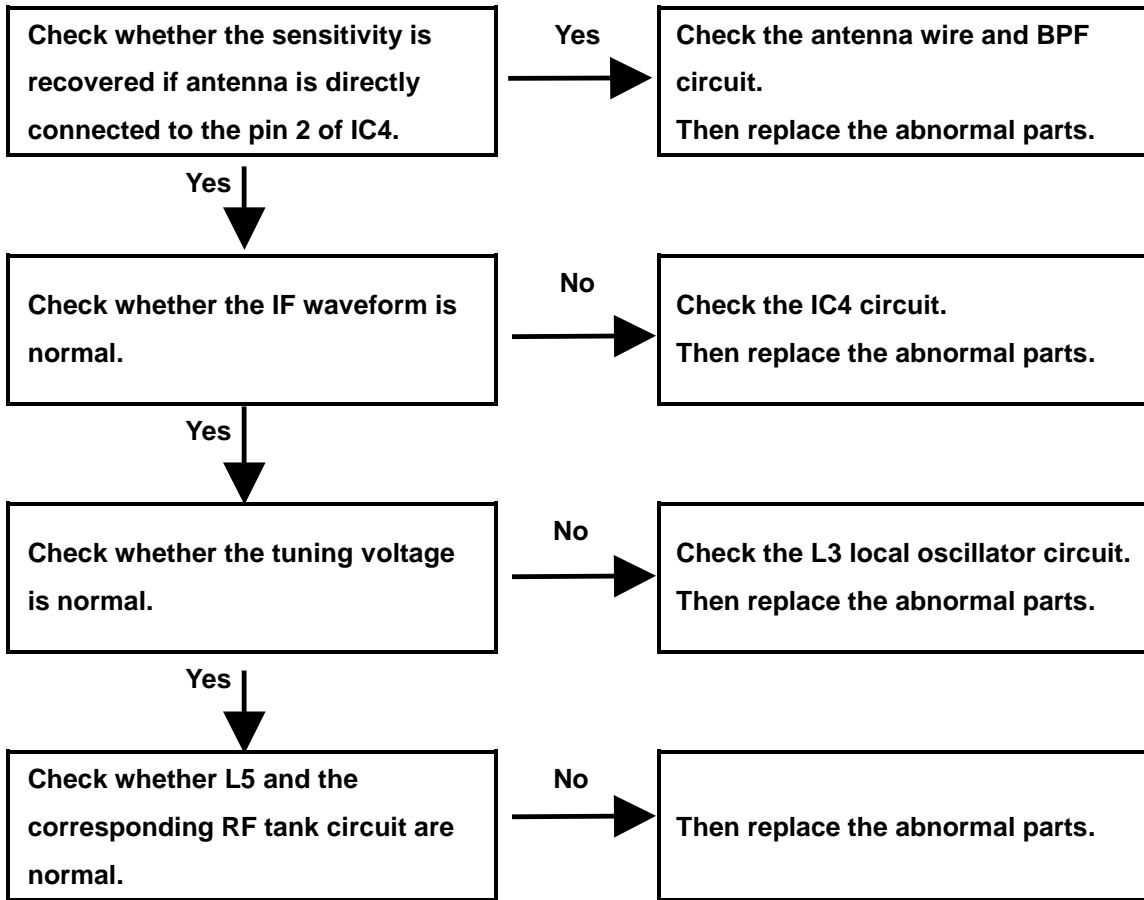 Check whether the sensitivity is
recovered if antenna is directly
connected to the pin 2 of IC4.
Yes
Check the antenna wire and BPF
circuit.
Then replace the abnormal parts.
Yes
Check whether the IF waveform is
normal.
No
Check the IC4 circuit.
Then replace the abnormal parts.
Yes
Check whether the tuning voltage
is normal.
No
Check the L3 local oscillator circuit.
Then replace the abnormal parts.
Yes
Check whether L5 and the
corresponding RF tank circuit are
normal.
No
Then replace the abnormal parts.